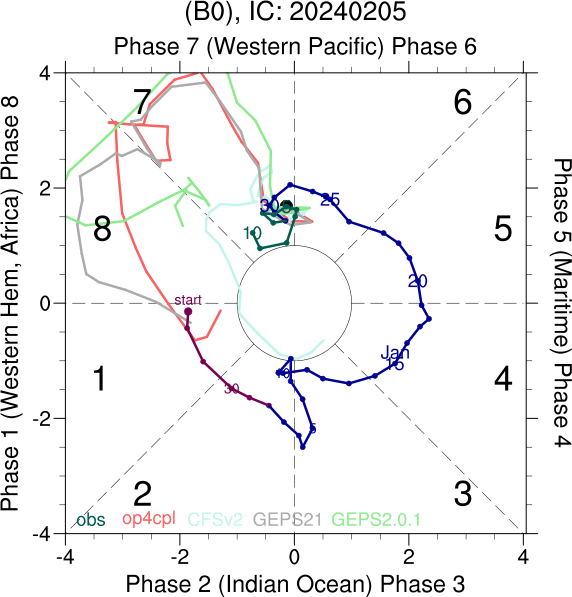 (B0), IC: 20240205
Phase 7 (Western Pacific) Phase 6
4
7
6
Phase 1 (Western Hem, Africa) Phase 8
Phase 5 (Maritime) Phase 4
2
30
25
8
10
5
0
start
20
Jan
15
1
4
10
30
-2
5
2
3
obs
op4cpl
CFSv2
GEPS21
GEPS2.0.1
-4
-4
-2
0
2
4
Phase 2 (Indian Ocean) Phase 3